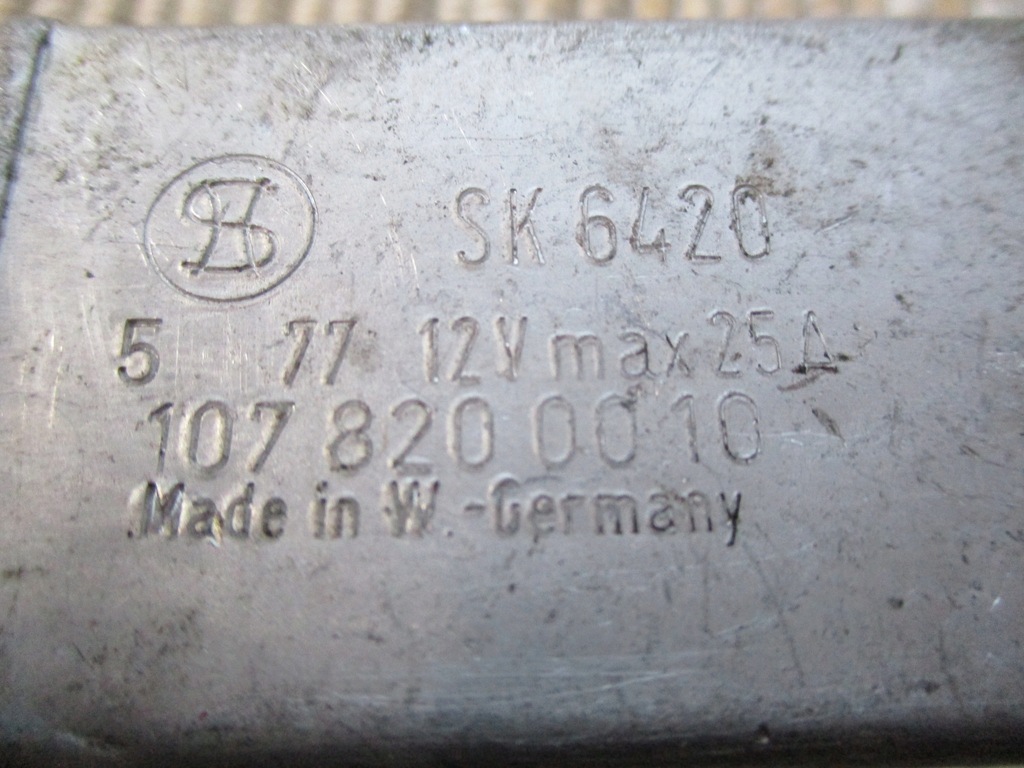 SK 6420
5 77 12V max 25A
107 820 00 10
Made in W.-Germany